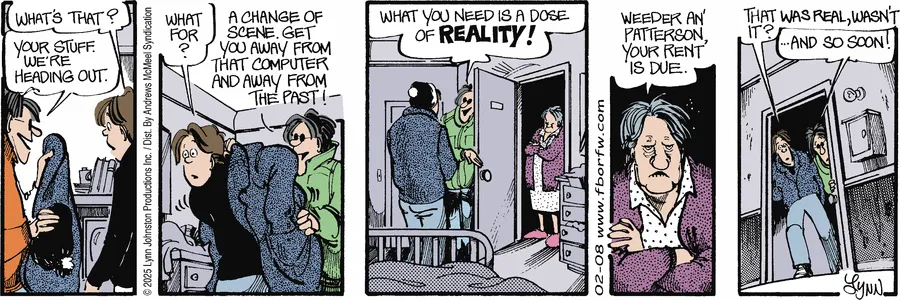 WHAT'S THAT?
YOUR STUFF.
WE'RE
HEADING OUT.
© 2025 Lynn Johnston Productions Inc. / Dist. By Andrews McMeel Syndication
WHAT
FOR
?
A CHANGE OF
SCENE. GET
YOU AWAY FROM
THAT COMPUTER
AND AWAY FROM
THE PAST!
WHAT YOU NEED IS A DOSE
OF REALITY!
02-08 www.fborfw.com
WEEDER AN'
PATTERSON,
YOUR RENT
IS DUE.
THAT WAS REAL, WASN'T
IT?
...AND SO SOON!
LYNN